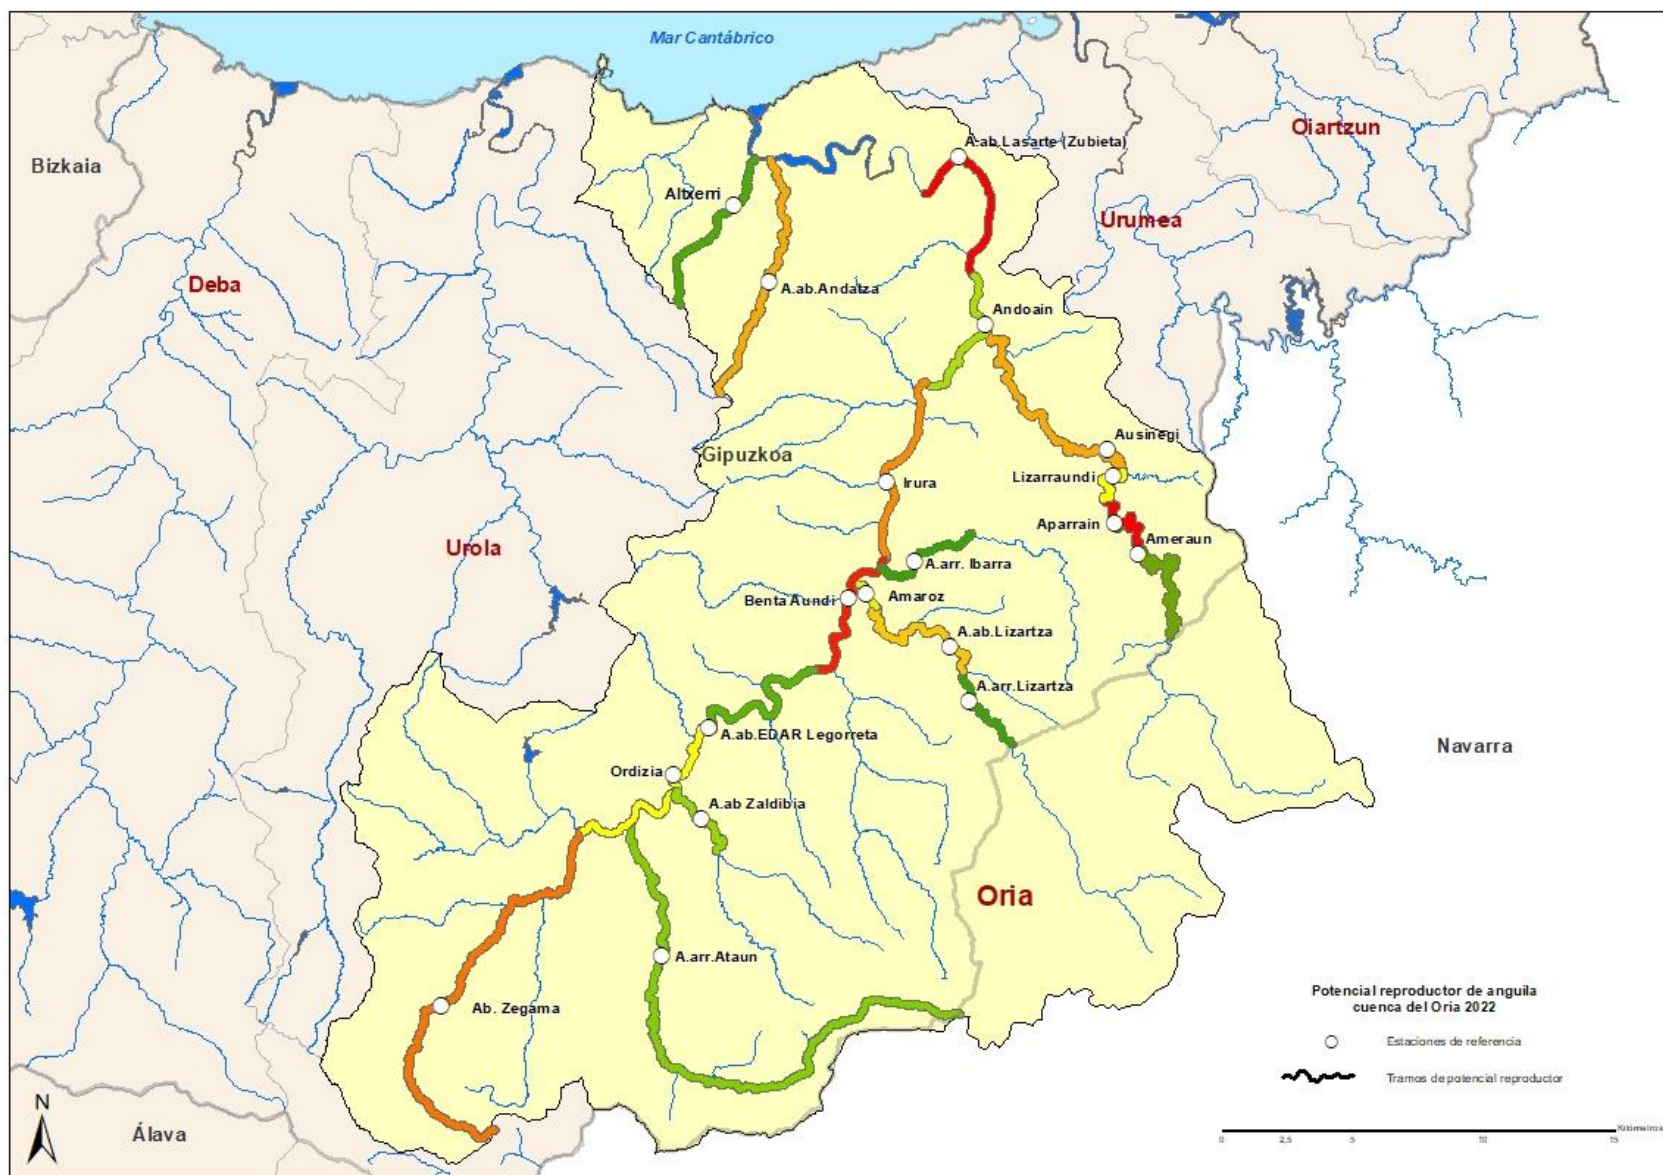 Mar Cantábrico
Oiartzun
A.ab.Lasarte (Zubieta)
Bizkaia
Altxerri
Urumea
Deba
A.ab.Andatza
Andoain
Ausinegi
Gipuzkoa
Lizarraundi
Irura
Aparrain
Ameraun
Urola
A.arr. Ibarra
Benta Aundi
Amaroz
A.ab.Lizartza
A.arr.Lizartza
A.ab.EDAR Legorreta
Navarra
Ordizia
A.ab Zaldibia
Oria
A.arr.Ataun
Ab. Zegama
Potencial reproductor de anguila
cuenca del Oria 2022
Estaciones de referencia
Tramos de potencial reproductor
N
Álava
Kilómetros
0 2,5 5 10 15